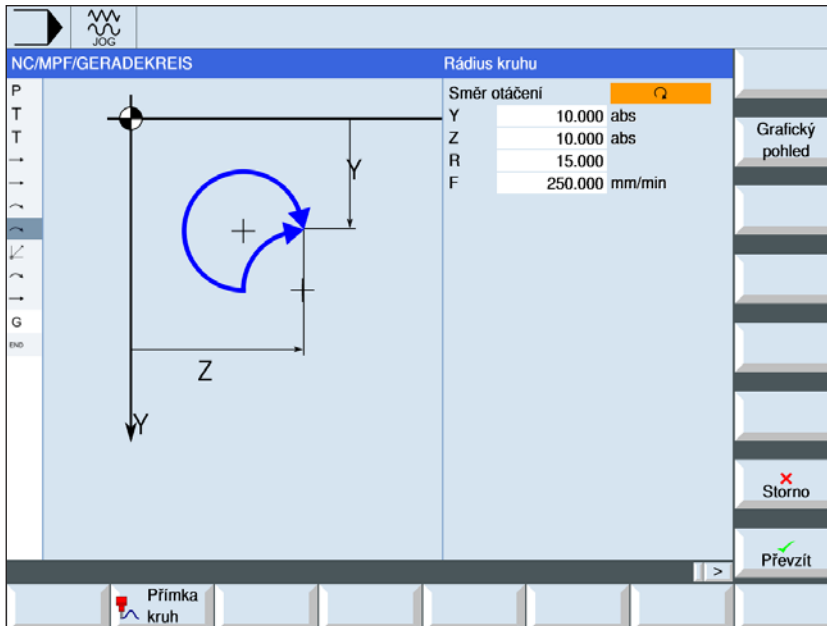 JOG
NC/MPF/GERADEKREIS
Rádius kruhu
P
T
T
G
END
Y
Z
Y
Směr otáčení
Y 10.000 abs
Z 10.000 abs
R 15.000
F 250.000 mm/min
Grafický
pohled
Storno
Převzít
>
Přímka
kruh